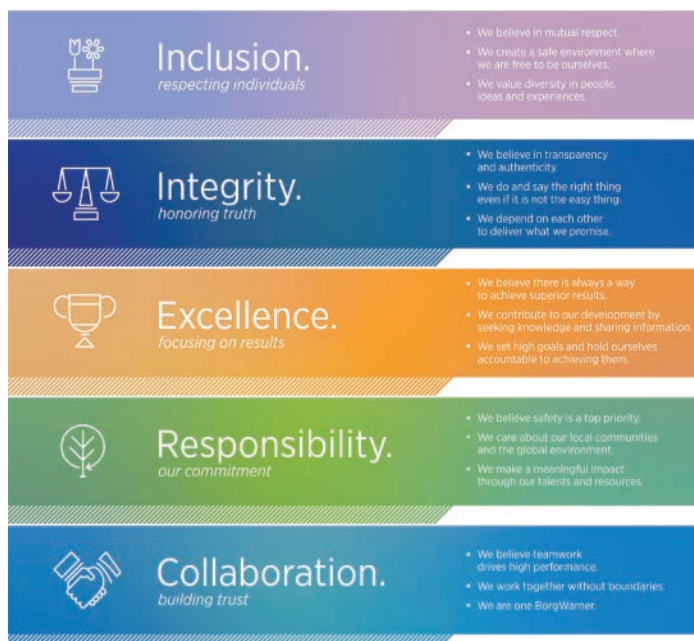 Inclusion.
respecting individuals
• We believe in mutual respect.
• We create a safe environment where
we are free to be ourselves.
• We value diversity in people,
ideas and experiences.
Integrity.
honoring truth
• We believe in transparency
and authenticity.
• We do and say the right thing
even if it is not the easy thing.
• We depend on each other
to deliver what we promise.
Excellence.
focusing on results
• We believe there is always a way
to achieve superior results.
• We contribute to our development by
seeking knowledge and sharing information.
• We set high goals and hold ourselves
accountable to achieving them.
Responsibility.
our commitment
• We believe safety is a top priority.
• We care about our local communities
and the global environment.
• We make a meaningful impact
through our talents and resources.
Collaboration.
building trust
• We believe teamwork
drives high performance.
• We work together without boundaries.
• We are one BorgWarner.